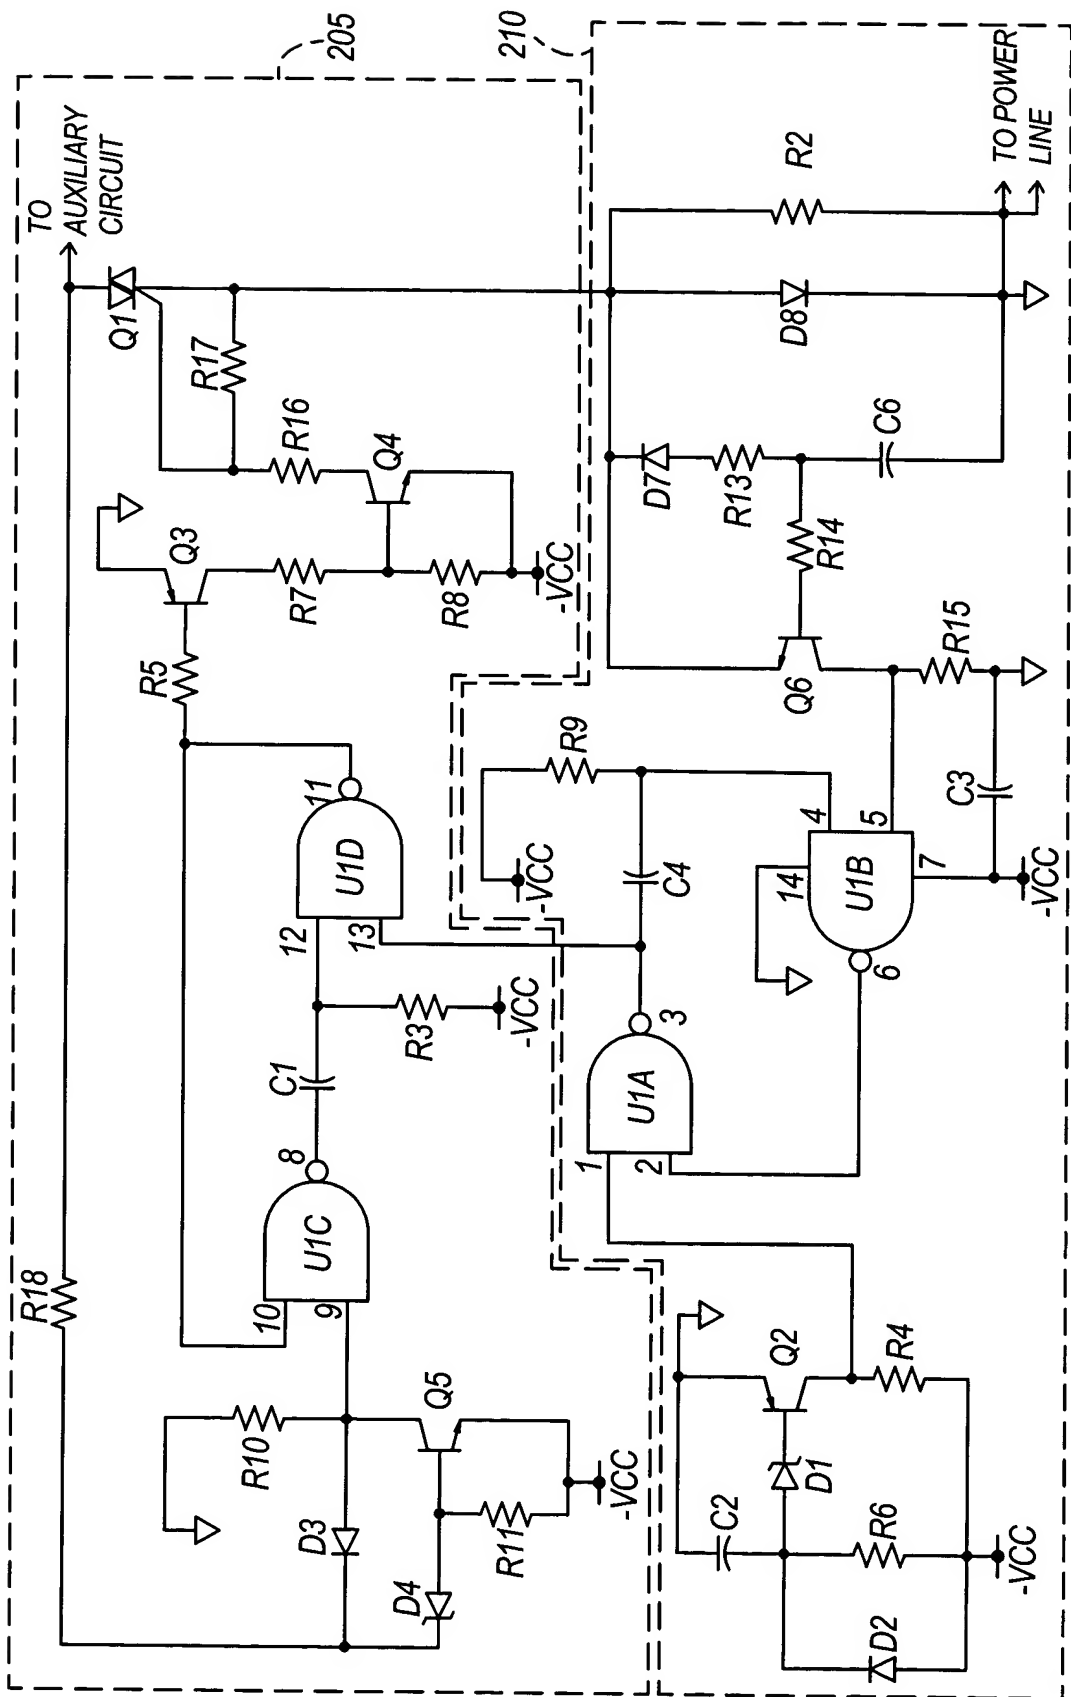 205
210
TO
AUXILIARY
CIRCUIT
TO POWER
LINE
R2
Q1
R17
D8
R16
Q4
C6
Q3
R7
R8
-VCC
D7
R13
R14
R5
R15
Q6
R9
11
U1D
12
13
-VCC
C4
4
5
14
U1B
7
6
C3
-VCC
R3
-VCC
C1
3
U1A
1
2
8
U1C
10
9
R18
Q2
R4
Q5
R10
D1
C2
R6
-VCC
D3
R11
-VCC
D4
D2